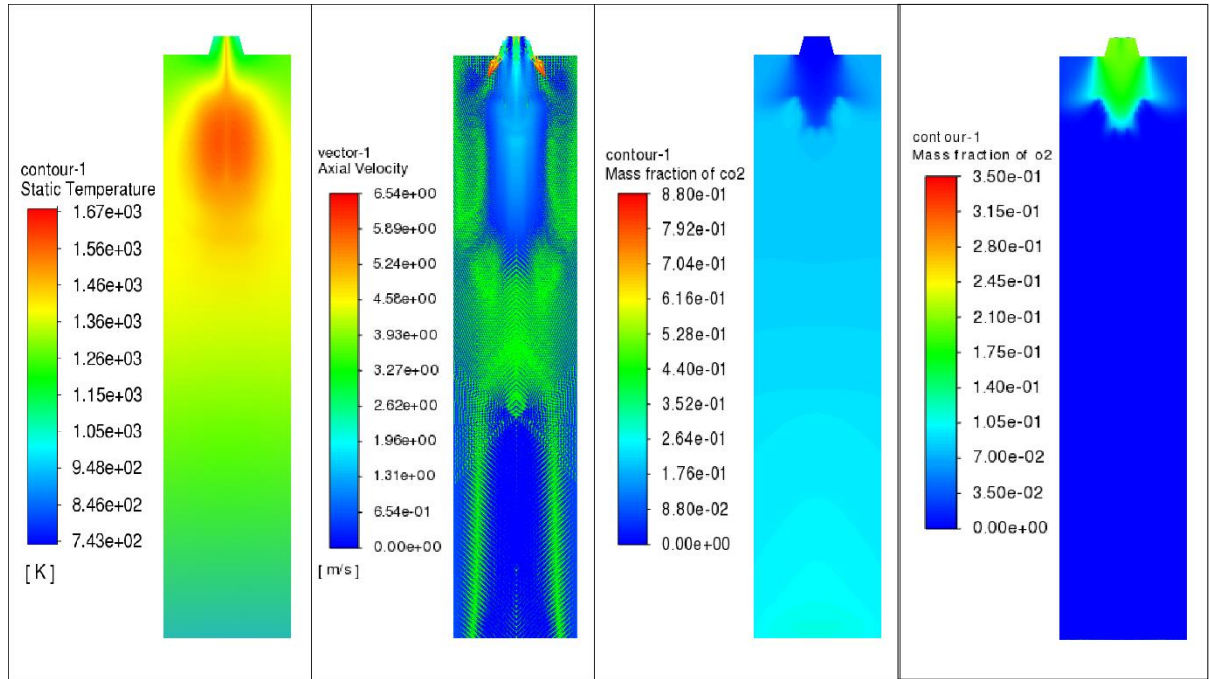 contour-1
Static Temperature
1.67e+03
1.56e+03
1.46e+03
1.36e+03
1.26e+03
1.15e+03
1.05e+03
9.48e+02
8.46e+02
7.43e+02
[ K ]
vector-1
Axial Velocity
6.54e+00
5.89e+00
5.24e+00
4.58e+00
3.93e+00
3.27e+00
2.62e+00
1.96e+00
1.31e+00
6.54e-01
0.00e+00
[ m/s ]
contour-1
Mass fraction of co2
8.80e-01
7.92e-01
7.04e-01
6.16e-01
5.28e-01
4.40e-01
3.52e-01
2.64e-01
1.76e-01
8.80e-02
0.00e+00
contour-1
Mass fraction of o2
3.50e-01
3.15e-01
2.80e-01
2.45e-01
2.10e-01
1.75e-01
1.40e-01
1.05e-01
7.00e-02
3.50e-02
0.00e+00